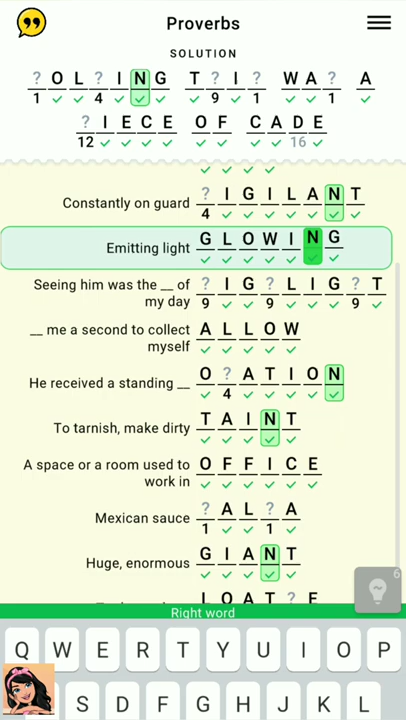 Proverbs
SOLUTION
? O L ? I N G T ? I ? W A ? A
1 4 9 1 1
? I E C E O F C A D E
12 16
Constantly on guard ? I G I L A N T
4
Emitting light G L O W I N G
Seeing him was the __ of ? I G ? L I G ? T
my day 9 9 9
__ me a second to collect A L L O W
myself
He received a standing __ O ? A T I O N
4
To tarnish, make dirty T A I N T
A space or a room used to O F F I C E
work in
Mexican sauce ? A L ? A
1 1
Huge, enormous G I A N T
6
Right word
Q W E R T Y U I O P
S D F G H J K L